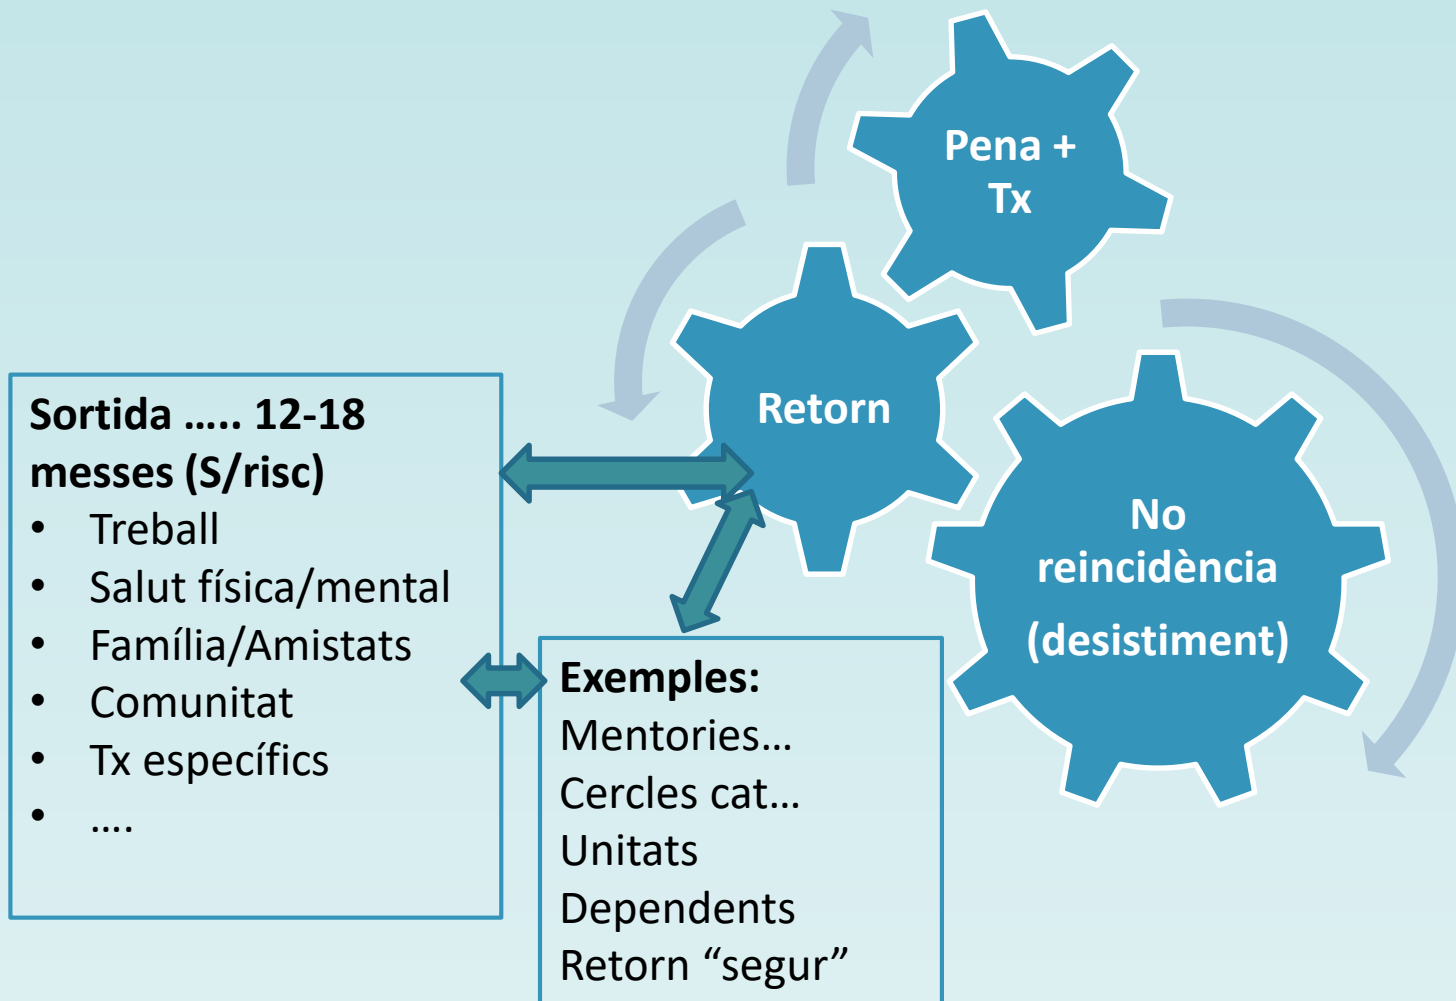 Pena +
Tx
Retorn
No
reincidència
(desistiment)
Sortida ..... 12-18
messes (S/risc)
• Treball
• Salut física/mental
• Família/Amistats
• Comunitat
• Tx específics
• ....
Exemples:
Mentories…
Cercles cat…
Unitats
Dependents
Retorn “segur”